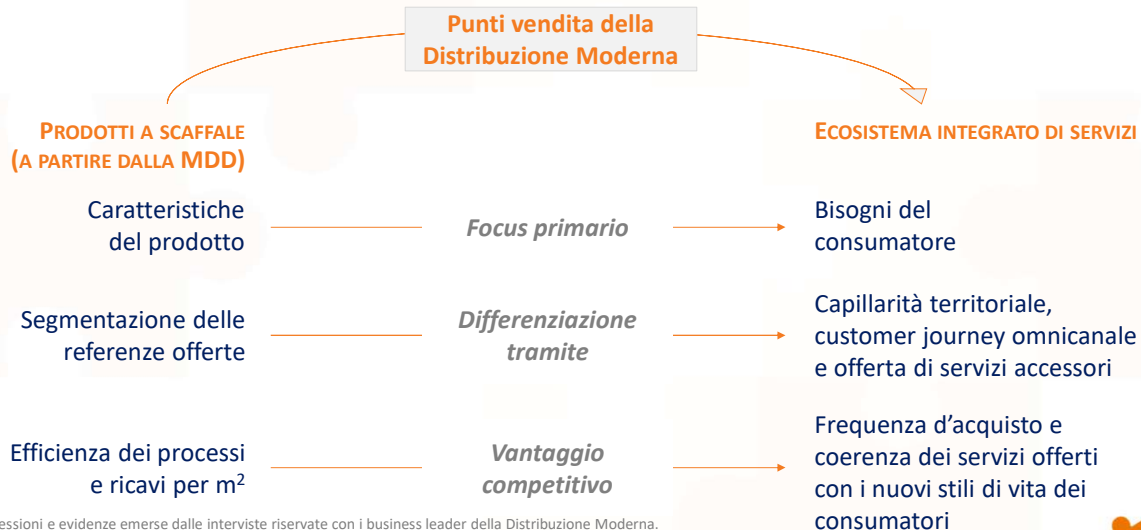 Punti vendita della
Distribuzione Moderna
PRODOTTI A SCAFFALE
(A PARTIRE DALLA MDD)
ECOSISTEMA INTEGRATO DI SERVIZI
Caratteristiche
del prodotto
Focus primario
Bisogni del
consumatore
Segmentazione delle
referenze offerte
Differenziazione
tramite
Capillarità territoriale,
customer journey omnicanale
e offerta di servizi accessori
Efficienza dei processi
e ricavi per m²
Vantaggio
competitivo
Frequenza d'acquisto e
coerenza dei servizi offerti
con i nuovi stili di vita dei
consumatori
e evidenze emerse dalle interviste riservate con i business leader della Distribuzione Moderna.